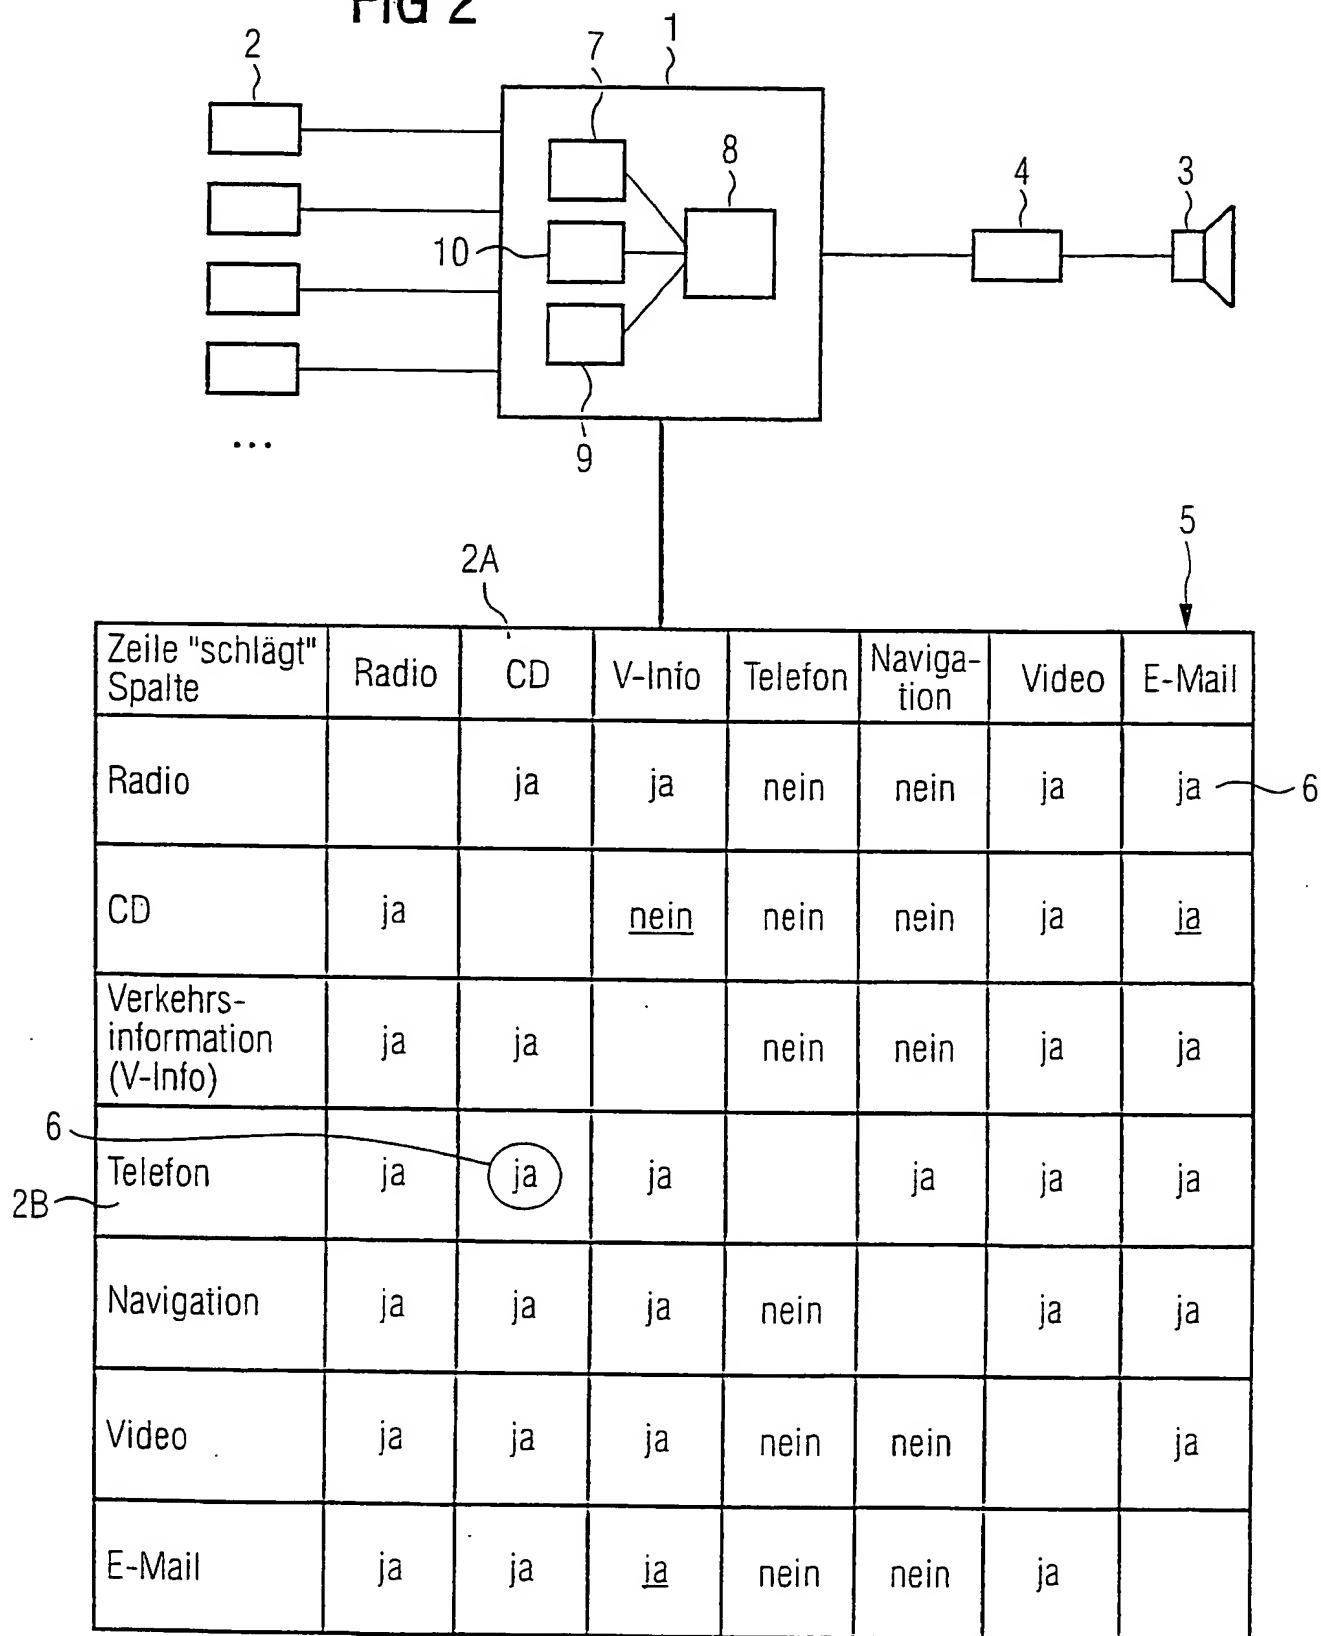 FIG 2
1
2
7
8
4
3
10
9
5
2A
Zeile "schlägt" Spalte Radio CD V-Info Telefon Naviga-tion Video E-Mail
Radio ja ja nein nein ja ja 6
CD ja nein nein nein ja ja
Verkehrs-
information
(V-Info) ja ja nein nein ja ja
6
Telefon ja ja ja ja ja ja
2B
Navigation ja ja ja nein ja ja
Video ja ja ja nein nein ja
E-Mail ja ja ja nein nein ja